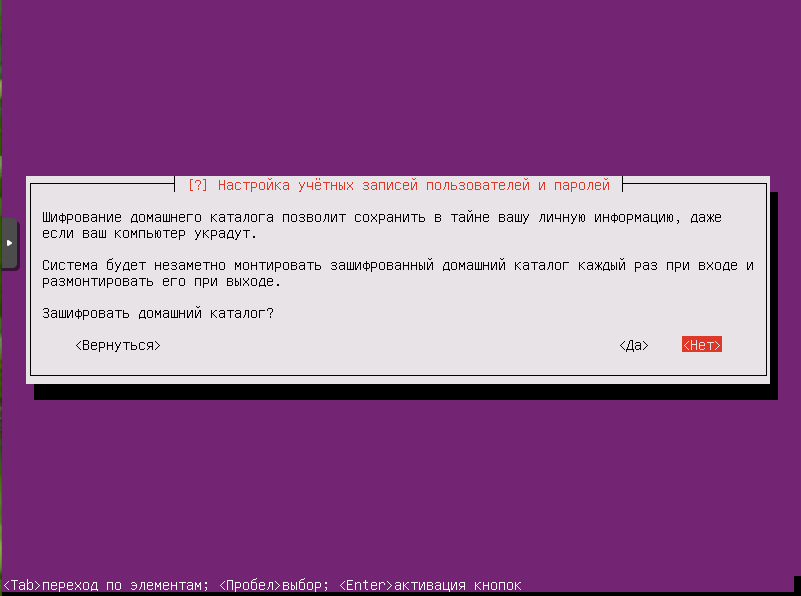 [?] Настройка учётных записей пользователей и паролей
Шифрование домашнего каталога позволит сохранить в тайне вашу личную информацию, даже
если ваш компьютер украдут.
Система будет незаметно монтировать зашифрованный домашний каталог каждый раз при входе и
размонтировать его при выходе.
Зашифровать домашний каталог?
<Вернуться> <Да> <Нет>
<Tab>переход по элементам; <Пробел>выбор; <Enter>активация кнопок